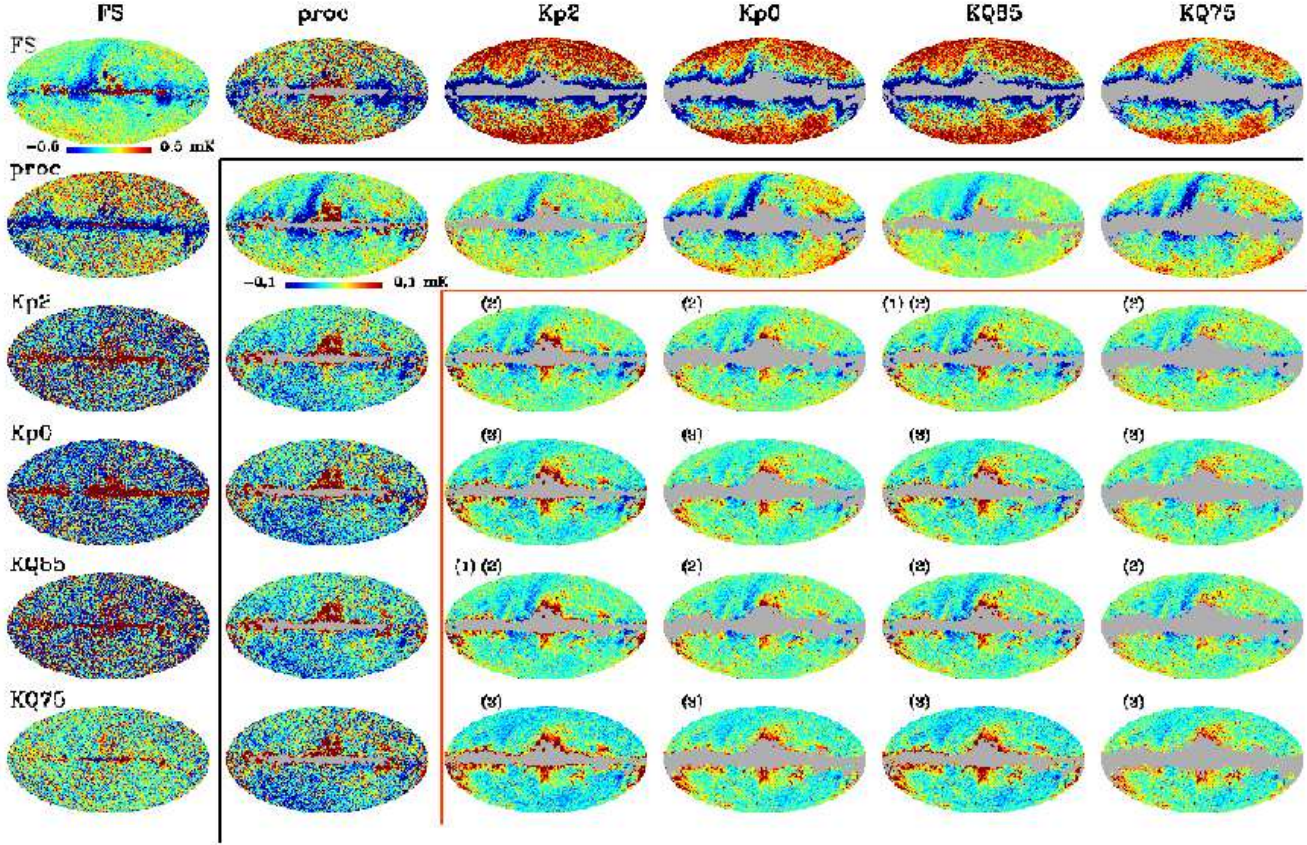 FS proc Kp2 Kp0 KQ85 KQ75
FS
-0.5 0.5 mK
proc
-0.1 0.1 mK
Kp2 (2) (2) (1) (2) (2)
Kp0 (3) (3) (3) (3)
KQ85 (1) (2) (2) (2) (2)
KQ75 (3) (3) (3) (3)